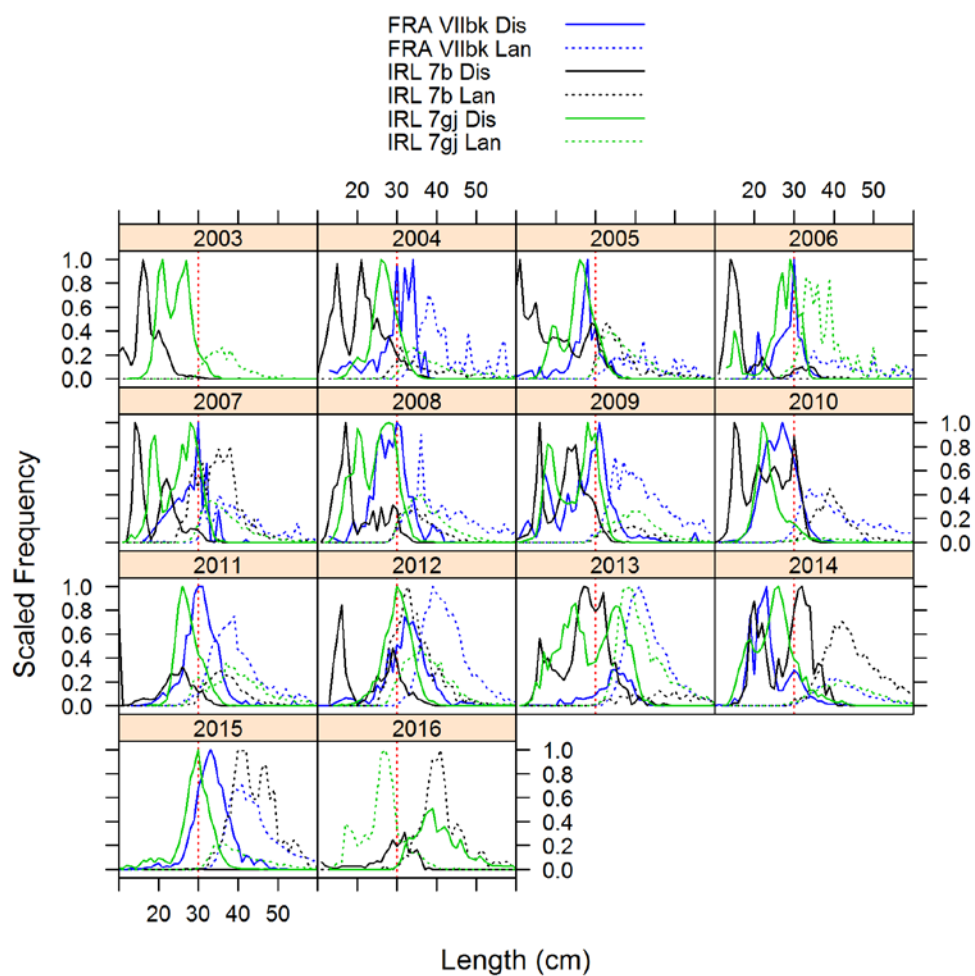 FRA VIIbk Dis
FRA VIIbk Lan
IRL 7b Dis
IRL 7b Lan
IRL 7gj Dis
IRL 7gj Lan
20 30 40 50 20 30 40 50
2003 2004 2005 2006
1.0
0.8
0.6
0.4
0.2
0.0
2007 2008 2009 2010
1.0
0.8
0.6
0.4
0.2
0.0
2011 2012 2013 2014
1.0
0.8
0.6
0.4
0.2
0.0
2015 2016
1.0
0.8
0.6
0.4
0.2
0.0
20 30 40 50
Scaled Frequency
Length (cm)